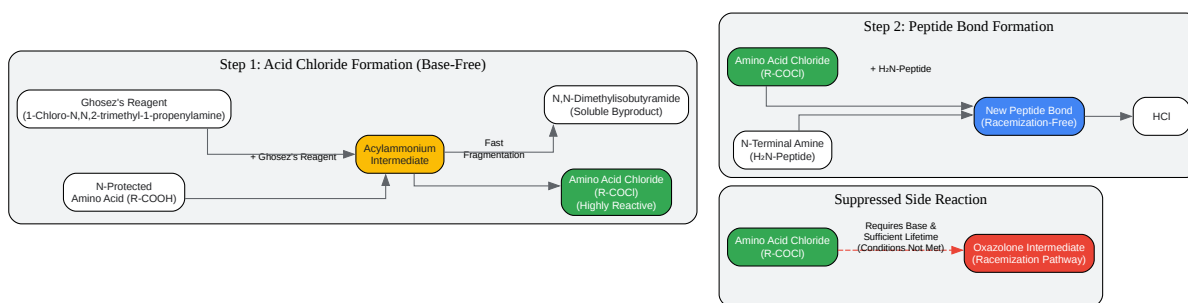 Step 1: Acid Chloride Formation (Base-Free)
Ghosez's Reagent
(1-Chloro-N,N,2-trimethyl-1-propenylamine)
+ Ghosez's Reagent
N-Protected
Amino Acid (R-COOH)
Acylammonium
Intermediate
Fast
Fragmentation
N,N-Dimethylisobutyramide
(Soluble Byproduct)
Amino Acid Chloride
(R-COCl)
(Highly Reactive)
Step 2: Peptide Bond Formation
Amino Acid Chloride
(R-COCl)
+ H₂N-Peptide
N-Terminal Amine
(H₂N-Peptide)
New Peptide Bond
(Racemization-Free)
HCl
Suppressed Side Reaction
Amino Acid Chloride
(R-COCl)
Requires Base &
Sufficient Lifetime
(Conditions Not Met)
Oxazolone Intermediate
(Racemization Pathway)